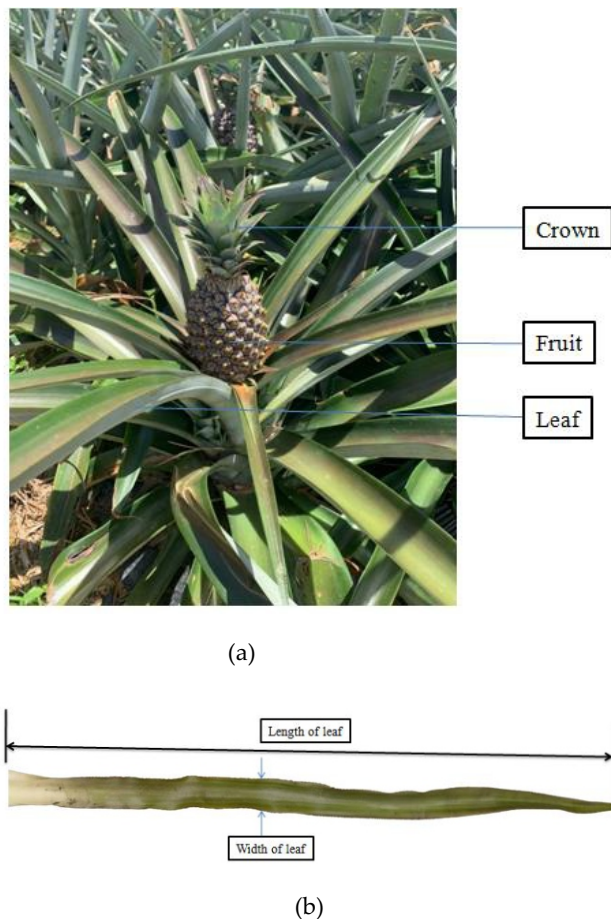 Crown
Fruit
Leaf
(a)
Length of leaf
Width of leaf
(b)